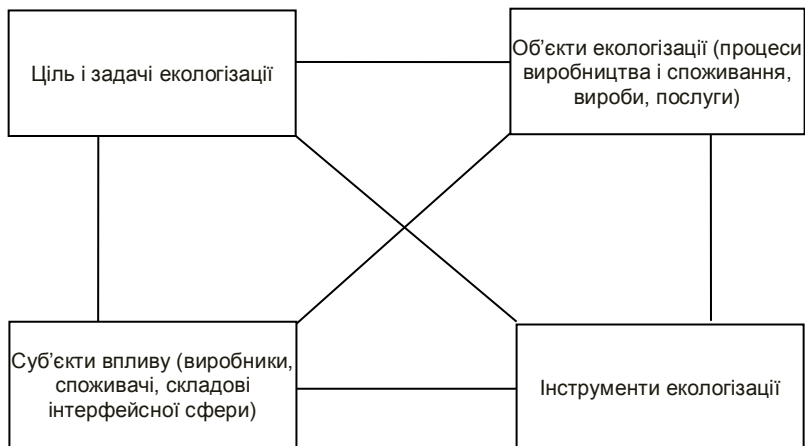 Ціль і задачі екологізації
Об’єкти екологізації (процеси
виробництва і споживання,
вироби, послуги)
Суб’єкти впливу (виробники,
споживачі, складові
інтерфейсної сфери)
Інструменти екологізації